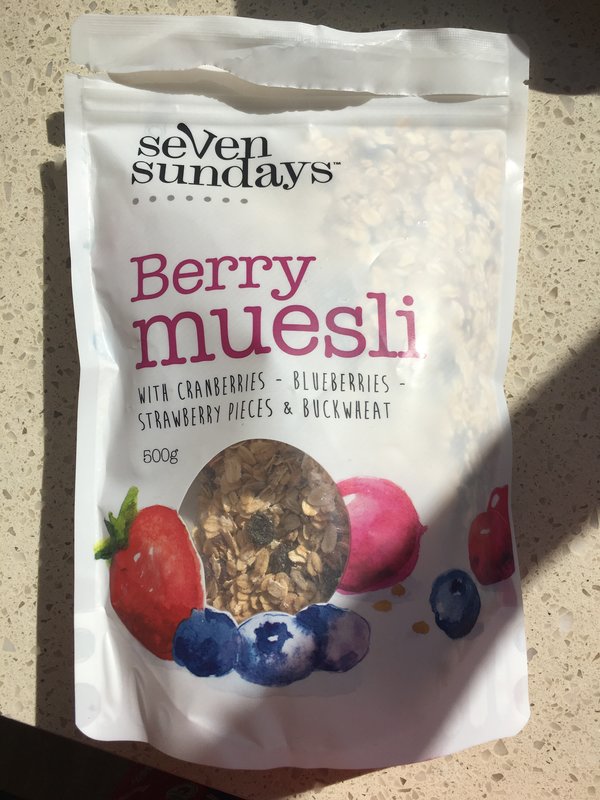 seven
sundays™
Berry
muesli
WITH CRANBERRIES - BLUEBERRIES -
STRAWBERRY PIECES & BUCKWHEAT
500g